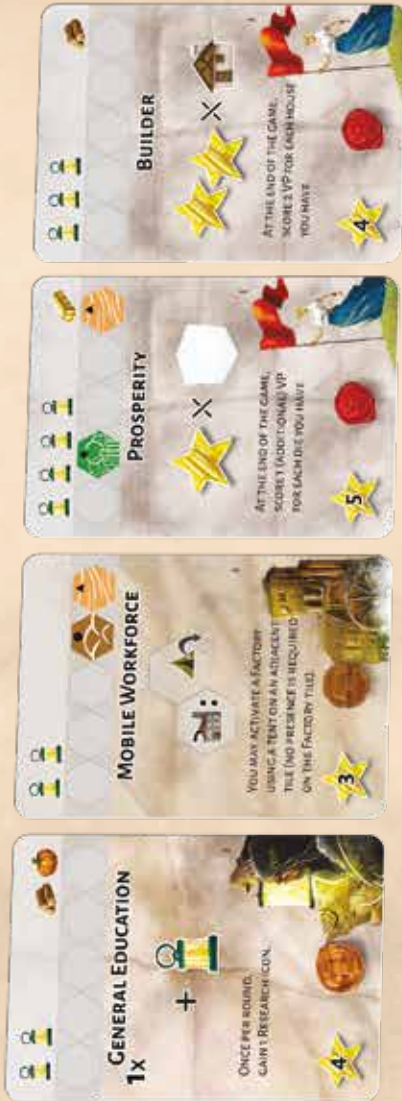 GENERAL EDUCATION
1x
+
ONCE PER ROUND,
GAIN 1 RESEARCH ICON.
4
MOBILE WORKFORCE
:
YOU MAY ACTIVATE A FACTORY
USING A TENT ON AN ADJACENT
TILE (NO PRESENCE IS REQUIRED
ON THE FACTORY TILE).
3
PROSPERITY
X
AT THE END OF THE GAME,
SCORE 1 (ADDITIONAL) VP
FOR EACH DIE YOU HAVE
5
BUILDER
X
AT THE END OF THE GAME,
SCORE 2 VP FOR EACH HOUSE
YOU HAVE
4